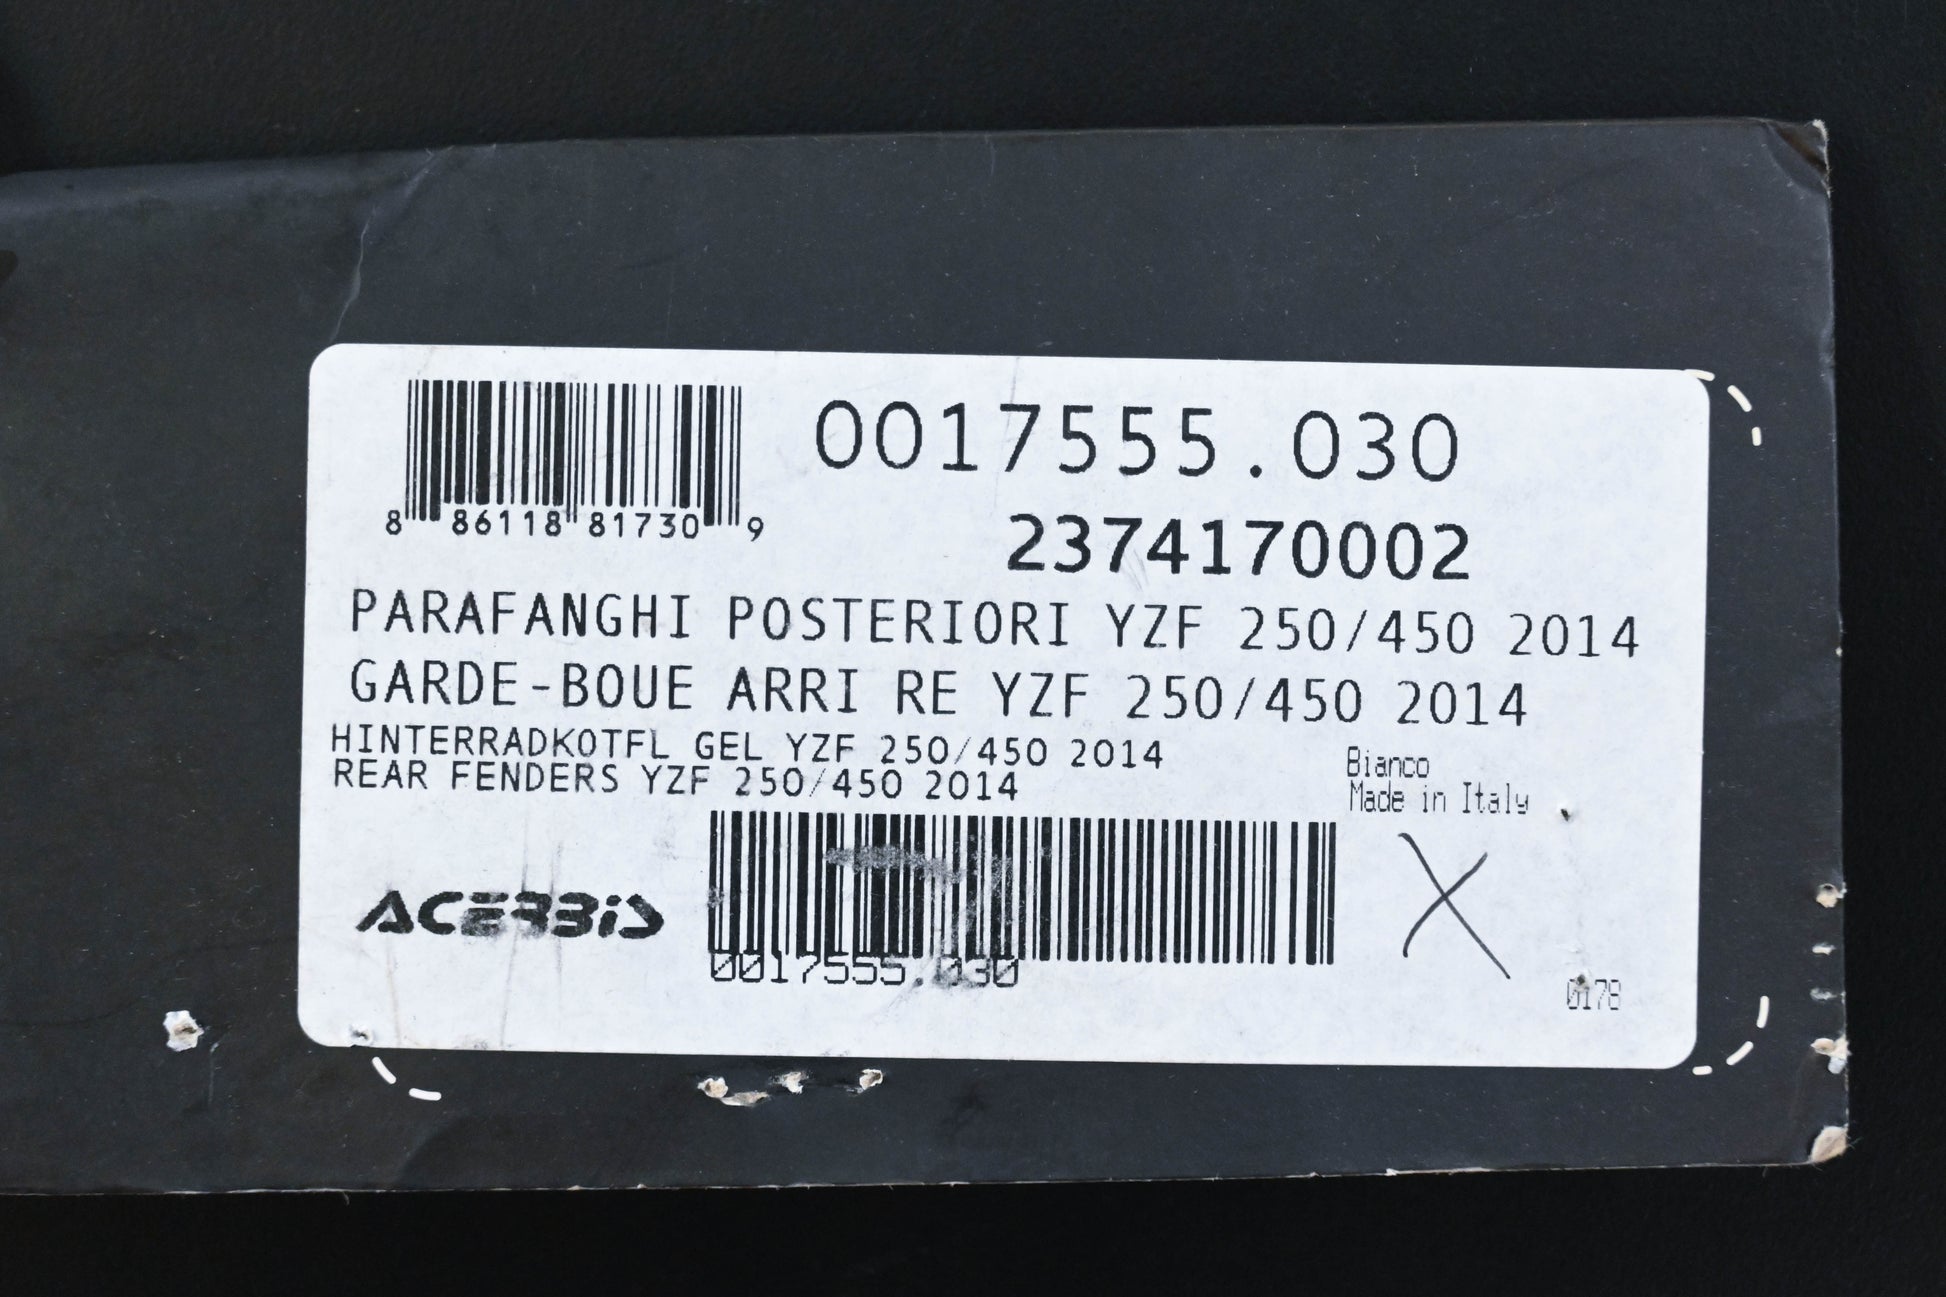 0017555.030
8 86118 81730 9
2374170002
PARAFANGHI POSTERIORI YZF 250/450 2014
GARDE-BOUE ARRI RE YZF 250/450 2014
HINTERRADKOTFL GEL YZF 250/450 2014
REAR FENDERS YZF 250/450 2014
Bianco
Made in Italy
ACERBIS
0017555.030
X
0178